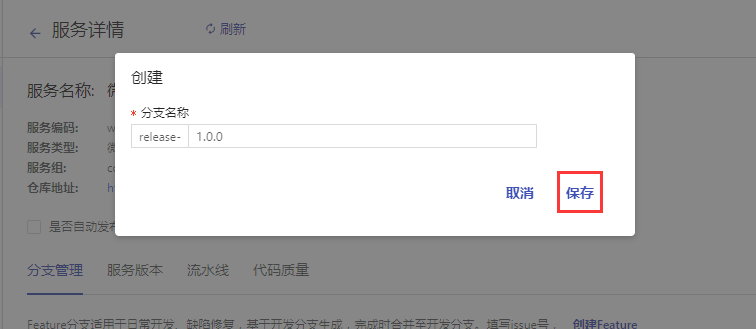 服务详情 刷新
创建
* 分支名称
release- 1.0.0
取消 保存
服务名称:
服务编码:
服务类型:
服务组:
仓库地址:
是否自动发布
分支管理 服务版本 流水线 代码质量
Feature分支适用于日常开发、缺陷修复，基于开发分支生成，完成时合并至开发分支。填写issue号， 创建Feature